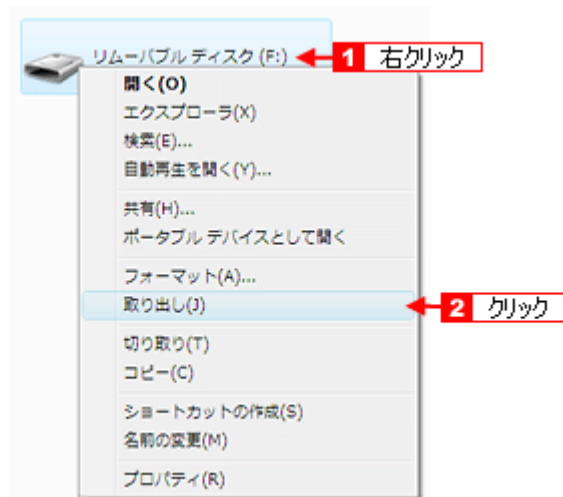 リムーバブル ディスク (F:)
1 右クリック
開く(O)
エクスプローラ(X)
検索(E)...
自動再生を開く(Y)...
共有(H)...
ポータブル デバイスとして開く
フォーマット(A)...
取り出し(J)
2 クリック
切り取り(T)
コピー(C)
ショートカットの作成(S)
名前の変更(M)
プロパティ(R)